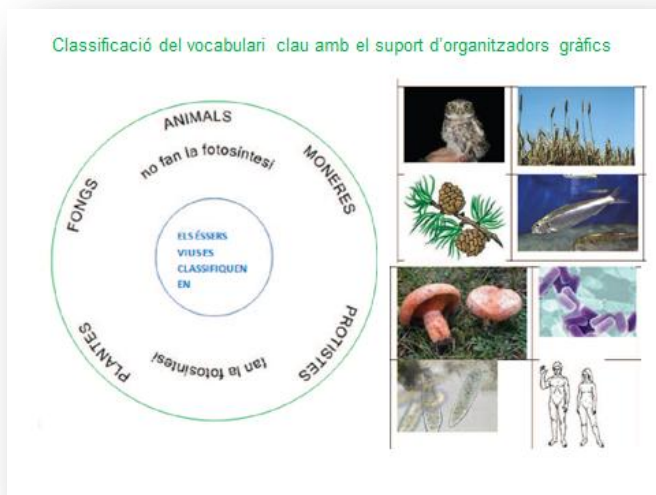 Classificació del vocabulari clau amb el suport d'organitzadors gràfics
ANIMALS
no fan la fotosíntesi
FONGS
MONERES
ELS ÉSSERS
VIUS ES
CLASSIFIQUEN
EN
PLANTES
PROTISTES
fan la fotosíntesi